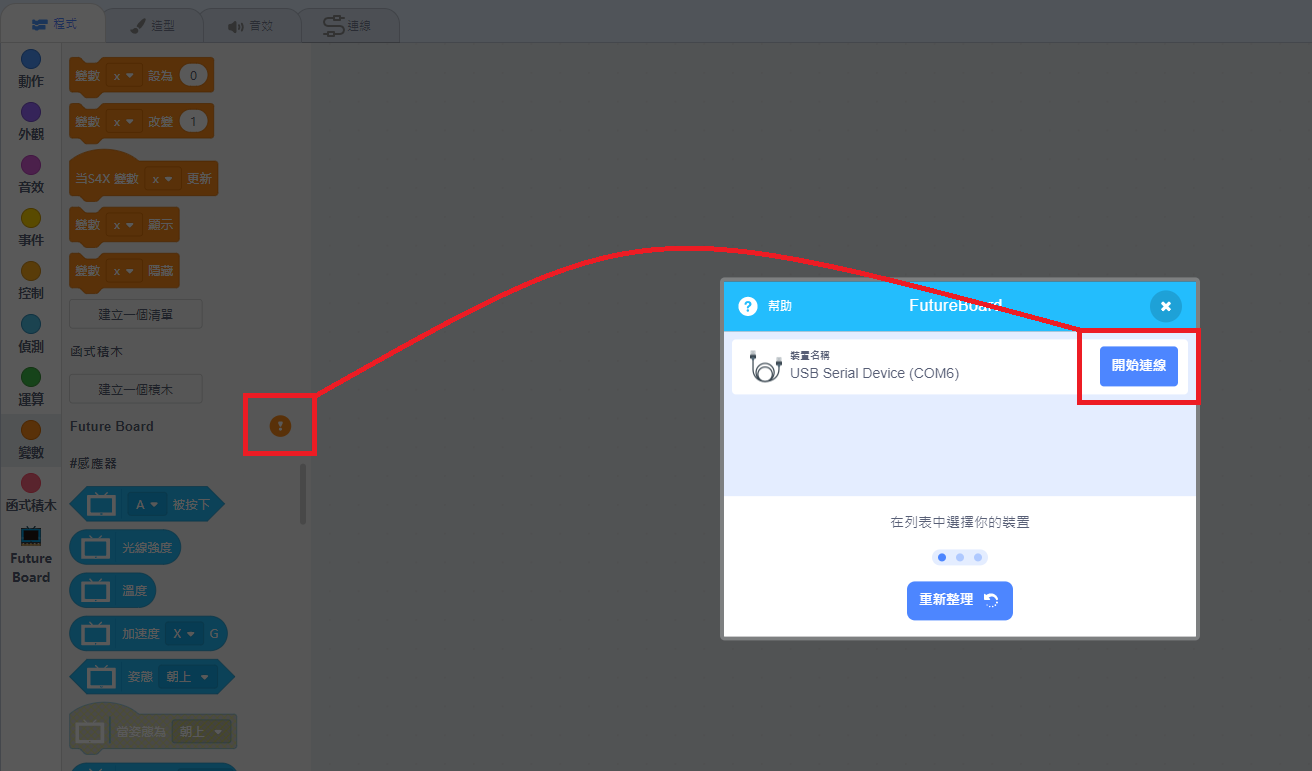 程式
造型
音效
連線
動作
外觀
音效
事件
控制
偵測
運算
變數
函式積木
Future
Board
變數 x 設為 0
變數 x 改變 1
当S4X 變數 x 更新
變數 x 顯示
變數 x 隱藏
建立一個清單
函式積木
建立一個積木
Future Board
#感應器
A 被按下
光線強度
溫度
加速度 X G
姿態 朝上
當姿態為 朝上
幫助
FutureBoard
裝置名稱
USB Serial Device (COM6)
開始連線
在列表中選擇你的裝置
重新整理